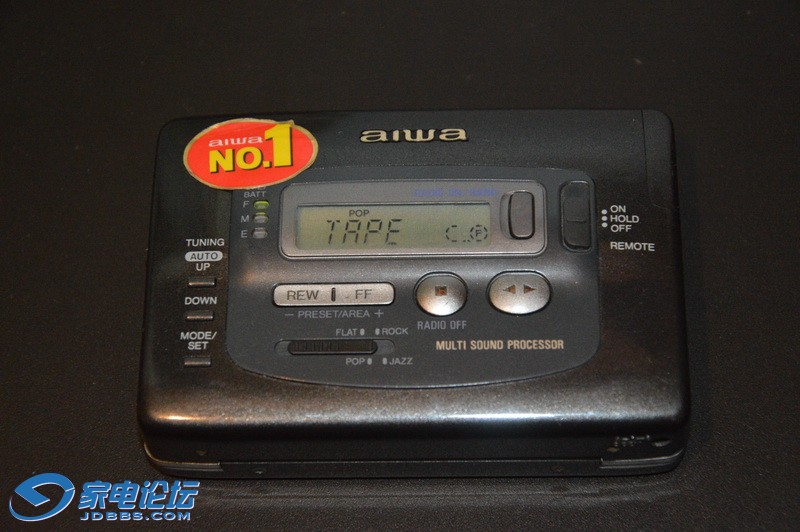 aiwa
aiwa
NO.1
BATT
F
M
E
POP
TAPE
F
ON
HOLD
OFF
REMOTE
TUNING
AUTO
UP
DOWN
MODE/
SET
REW FF
− PRESET/AREA +
RADIO OFF
FLAT ROCK
POP JAZZ
MULTI SOUND PROCESSOR
家电论坛
JDBBS.COM